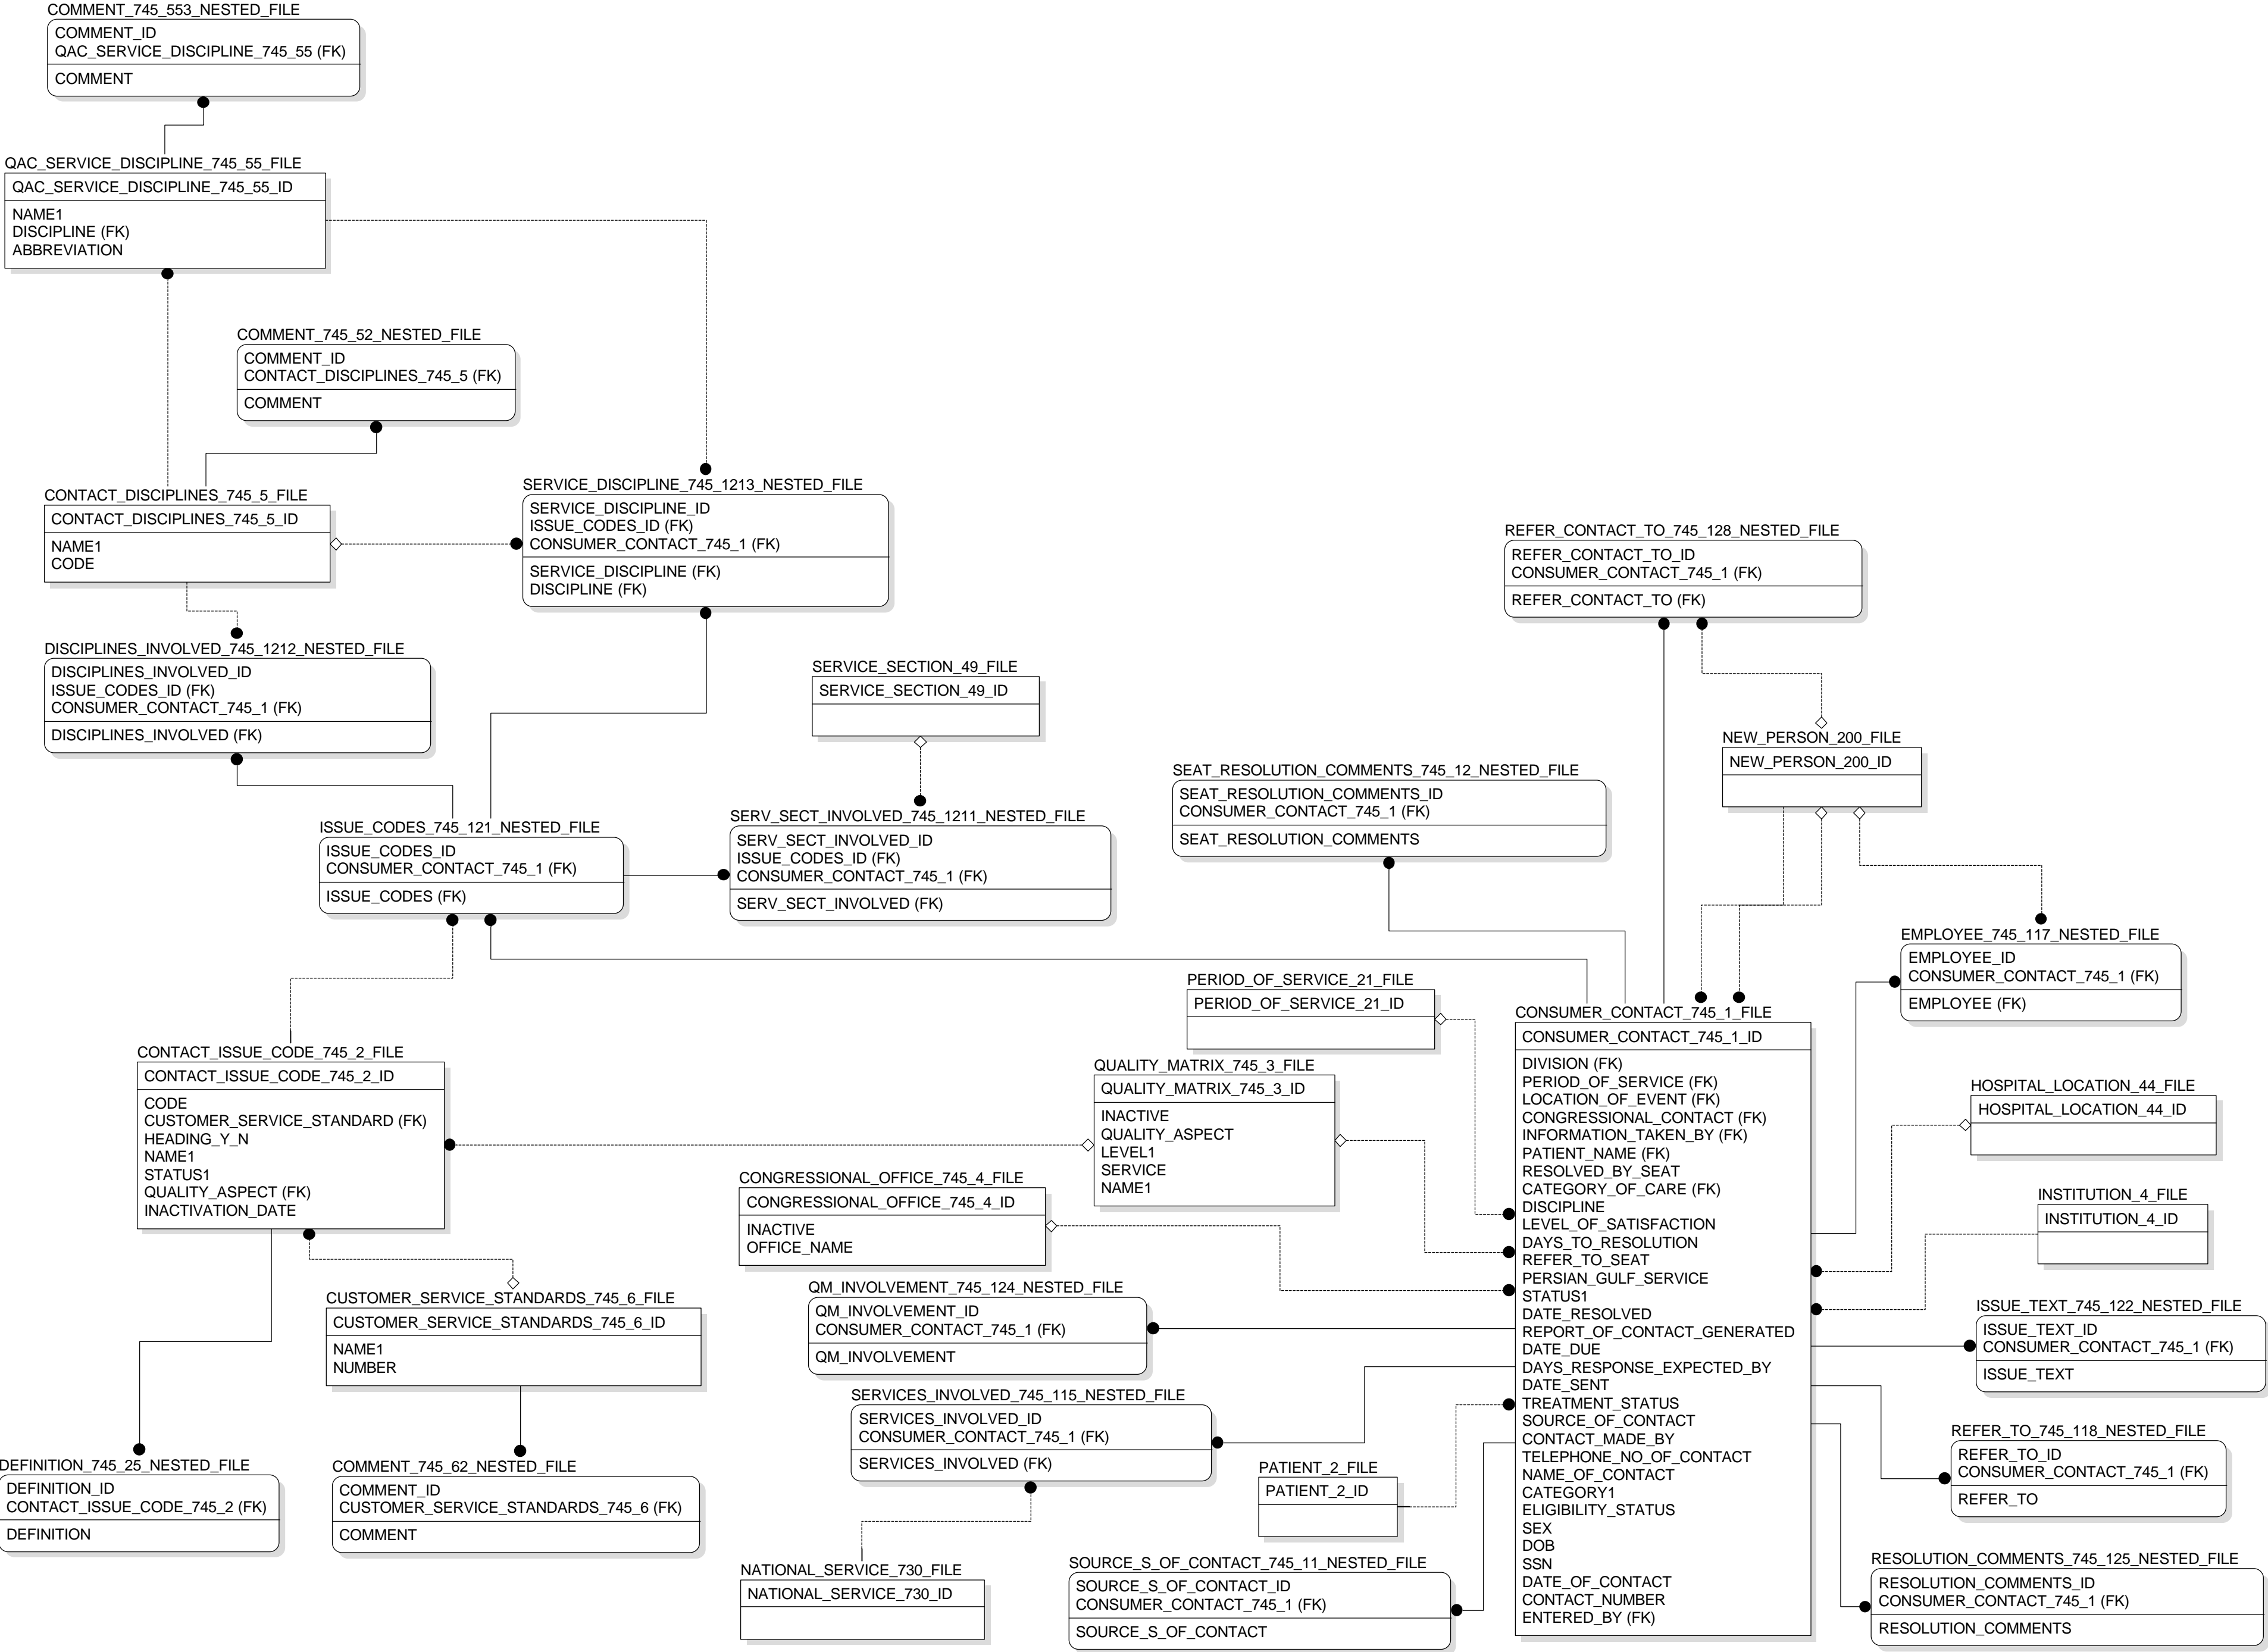 COMMENT_745_553_NESTED_FILE
COMMENT_ID
QAC_SERVICE_DISCIPLINE_745_55 (FK)
COMMENT
QAC_SERVICE_DISCIPLINE_745_55_FILE
QAC_SERVICE_DISCIPLINE_745_55_ID
NAME1
DISCIPLINE (FK)
ABBREVIATION
COMMENT_745_52_NESTED_FILE
COMMENT_ID
CONTACT_DISCIPLINES_745_5 (FK)
COMMENT
CONTACT_DISCIPLINES_745_5_FILE
CONTACT_DISCIPLINES_745_5_ID
NAME1
CODE
SERVICE_DISCIPLINE_745_1213_NESTED_FILE
SERVICE_DISCIPLINE_ID
ISSUE_CODES_ID (FK)
CONSUMER_CONTACT_745_1 (FK)
SERVICE_DISCIPLINE (FK)
DISCIPLINE (FK)
REFER_CONTACT_TO_745_128_NESTED_FILE
REFER_CONTACT_TO_ID
CONSUMER_CONTACT_745_1 (FK)
REFER_CONTACT_TO (FK)
DISCIPLINES_INVOLVED_745_1212_NESTED_FILE
DISCIPLINES_INVOLVED_ID
ISSUE_CODES_ID (FK)
CONSUMER_CONTACT_745_1 (FK)
DISCIPLINES_INVOLVED (FK)
SERVICE_SECTION_49_FILE
SERVICE_SECTION_49_ID
NEW_PERSON_200_FILE
NEW_PERSON_200_ID
SEAT_RESOLUTION_COMMENTS_745_12_NESTED_FILE
SEAT_RESOLUTION_COMMENTS_ID
CONSUMER_CONTACT_745_1 (FK)
SEAT_RESOLUTION_COMMENTS
ISSUE_CODES_745_121_NESTED_FILE
ISSUE_CODES_ID
CONSUMER_CONTACT_745_1 (FK)
ISSUE_CODES (FK)
SERV_SECT_INVOLVED_745_1211_NESTED_FILE
SERV_SECT_INVOLVED_ID
ISSUE_CODES_ID (FK)
CONSUMER_CONTACT_745_1 (FK)
SERV_SECT_INVOLVED (FK)
EMPLOYEE_745_117_NESTED_FILE
EMPLOYEE_ID
CONSUMER_CONTACT_745_1 (FK)
EMPLOYEE (FK)
PERIOD_OF_SERVICE_21_FILE
PERIOD_OF_SERVICE_21_ID
CONSUMER_CONTACT_745_1_FILE
CONSUMER_CONTACT_745_1_ID
DIVISION (FK)
PERIOD_OF_SERVICE (FK)
LOCATION_OF_EVENT (FK)
CONGRESSIONAL_CONTACT (FK)
INFORMATION_TAKEN_BY (FK)
PATIENT_NAME (FK)
RESOLVED_BY_SEAT
CATEGORY_OF_CARE (FK)
DISCIPLINE
LEVEL_OF_SATISFACTION
DAYS_TO_RESOLUTION
REFER_TO_SEAT
PERSIAN_GULF_SERVICE
STATUS1
DATE_RESOLVED
REPORT_OF_CONTACT_GENERATED
DATE_DUE
DAYS_RESPONSE_EXPECTED_BY
DATE_SENT
TREATMENT_STATUS
SOURCE_OF_CONTACT
CONTACT_MADE_BY
TELEPHONE_NO_OF_CONTACT
NAME_OF_CONTACT
CATEGORY1
ELIGIBILITY_STATUS
SEX
DOB
SSN
DATE_OF_CONTACT
CONTACT_NUMBER
ENTERED_BY (FK)
CONTACT_ISSUE_CODE_745_2_FILE
CONTACT_ISSUE_CODE_745_2_ID
CODE
CUSTOMER_SERVICE_STANDARD (FK)
HEADING_Y_N
NAME1
STATUS1
QUALITY_ASPECT (FK)
INACTIVATION_DATE
QUALITY_MATRIX_745_3_FILE
QUALITY_MATRIX_745_3_ID
INACTIVE
QUALITY_ASPECT
LEVEL1
SERVICE
NAME1
HOSPITAL_LOCATION_44_FILE
HOSPITAL_LOCATION_44_ID
CONGRESSIONAL_OFFICE_745_4_FILE
CONGRESSIONAL_OFFICE_745_4_ID
INACTIVE
OFFICE_NAME
INSTITUTION_4_FILE
INSTITUTION_4_ID
QM_INVOLVEMENT_745_124_NESTED_FILE
QM_INVOLVEMENT_ID
CONSUMER_CONTACT_745_1 (FK)
QM_INVOLVEMENT
CUSTOMER_SERVICE_STANDARDS_745_6_FILE
CUSTOMER_SERVICE_STANDARDS_745_6_ID
NAME1
NUMBER
ISSUE_TEXT_745_122_NESTED_FILE
ISSUE_TEXT_ID
CONSUMER_CONTACT_745_1 (FK)
ISSUE_TEXT
SERVICES_INVOLVED_745_115_NESTED_FILE
SERVICES_INVOLVED_ID
CONSUMER_CONTACT_745_1 (FK)
SERVICES_INVOLVED (FK)
REFER_TO_745_118_NESTED_FILE
REFER_TO_ID
CONSUMER_CONTACT_745_1 (FK)
REFER_TO
DEFINITION_745_25_NESTED_FILE
DEFINITION_ID
CONTACT_ISSUE_CODE_745_2 (FK)
DEFINITION
COMMENT_745_62_NESTED_FILE
COMMENT_ID
CUSTOMER_SERVICE_STANDARDS_745_6 (FK)
COMMENT
PATIENT_2_FILE
PATIENT_2_ID
NATIONAL_SERVICE_730_FILE
NATIONAL_SERVICE_730_ID
SOURCE_S_OF_CONTACT_745_11_NESTED_FILE
SOURCE_S_OF_CONTACT_ID
CONSUMER_CONTACT_745_1 (FK)
SOURCE_S_OF_CONTACT
RESOLUTION_COMMENTS_745_125_NESTED_FILE
RESOLUTION_COMMENTS_ID
CONSUMER_CONTACT_745_1 (FK)
RESOLUTION_COMMENTS